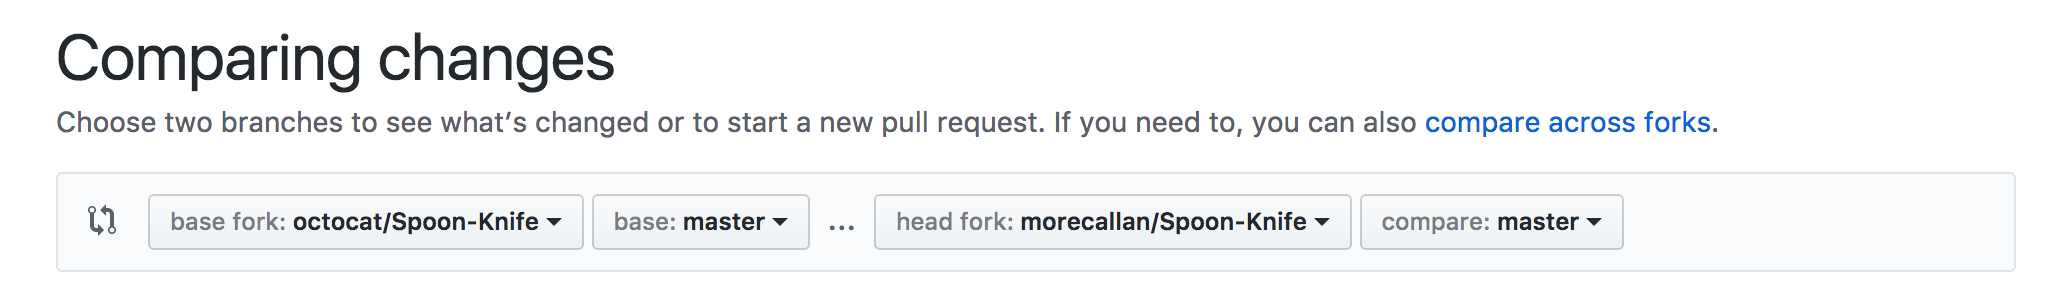 Comparing changes
Choose two branches to see what’s changed or to start a new pull request. If you need to, you can also compare across forks.
base fork: octocat/Spoon-Knife base: master ... head fork: morecallan/Spoon-Knife compare: master